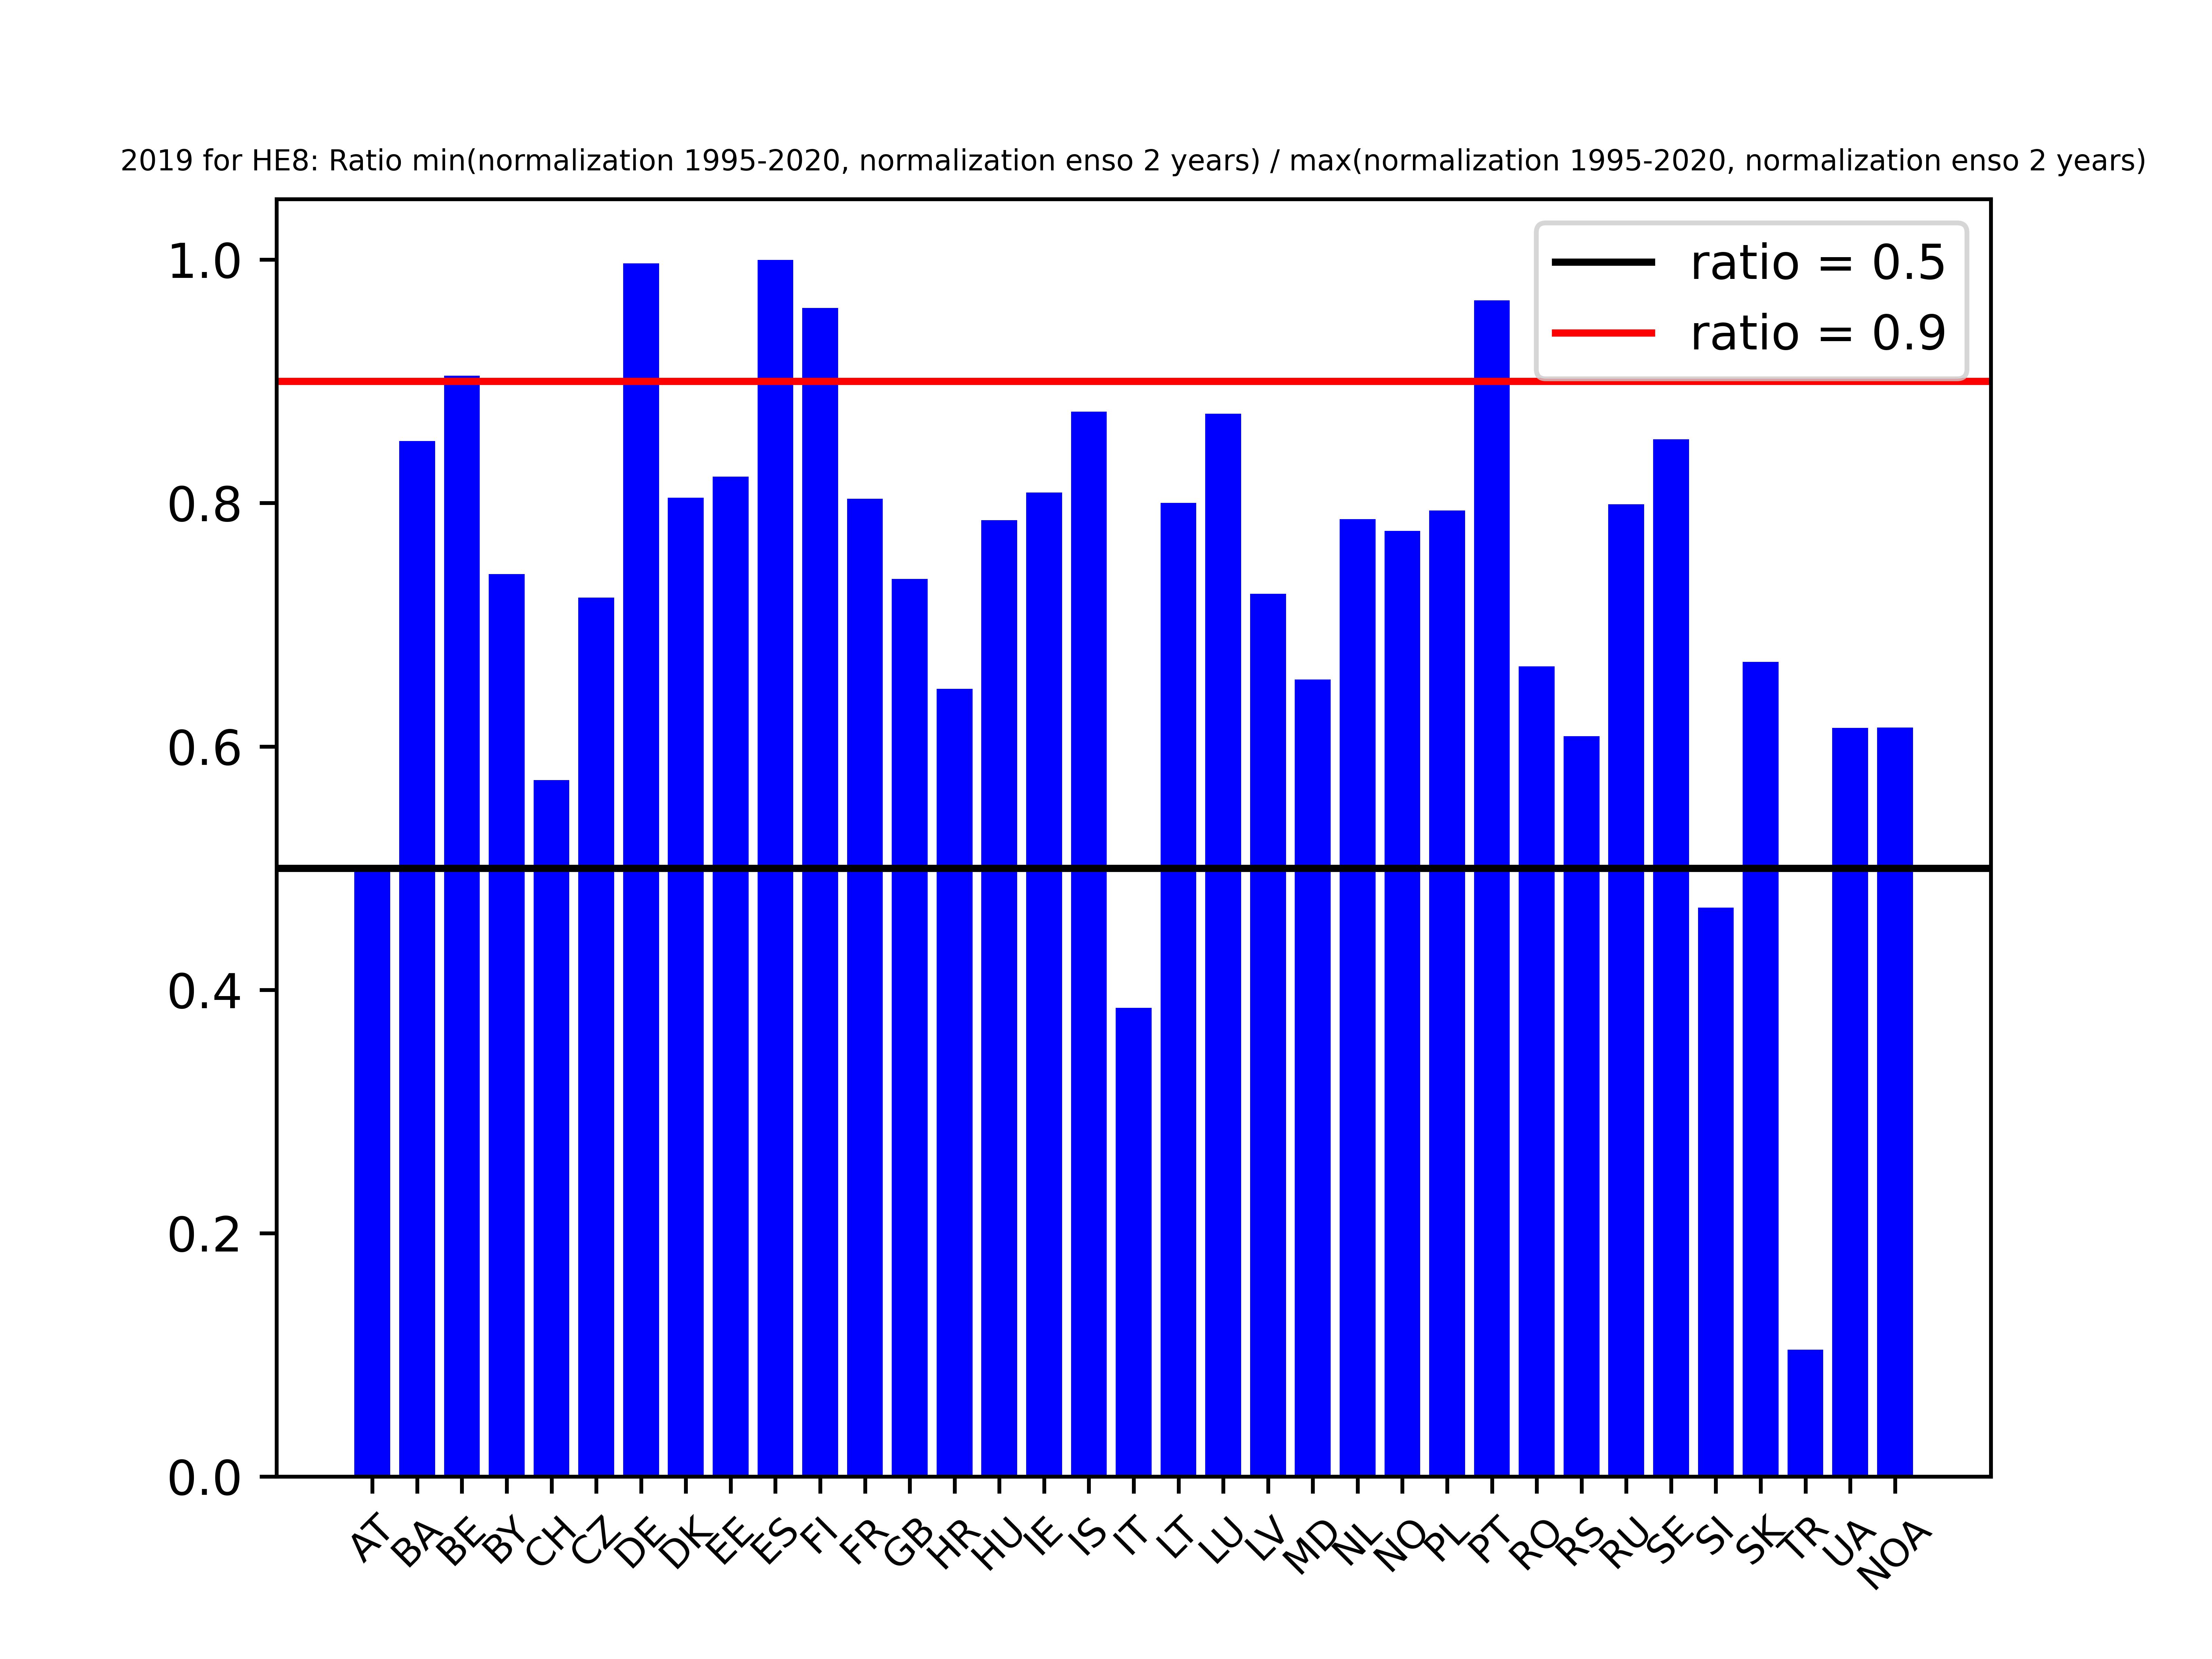 2019 for HE8: Ratio min(normalization 1995-2020, normalization enso 2 years) / max(normalization 1995-2020, normalization enso 2 years)
ratio = 0.5
ratio = 0.9
1.0
0.8
0.6
0.4
0.2
0.0
AT BA BE BY CH CZ DE DK EE ES FI FR GB HR HU IE IS IT LT LU LV MD NL NO PL PT RO RS RU SE SI SK TR UA NOA